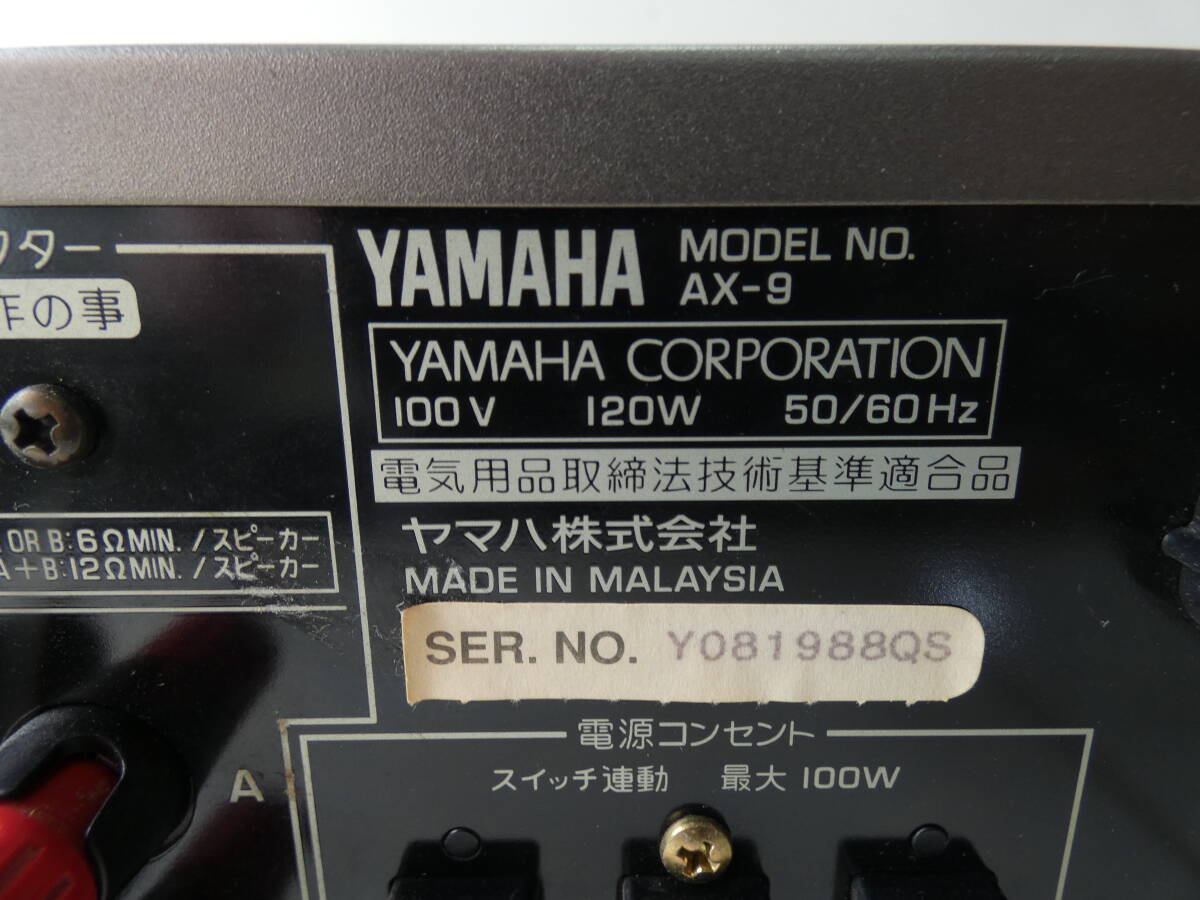 クター
作の事
YAMAHA
MODEL NO.
AX-9
YAMAHA CORPORATION
100V 120W 50/60Hz
電気用品取締法技術基準適合品
OR B:6ΩMIN./スピーカー
A+B:12ΩMIN./スピーカー
ヤマハ株式会社
MADE IN MALAYSIA
SER. NO. Y081988QS
電源コンセント
スイッチ連動 最大 100W
A